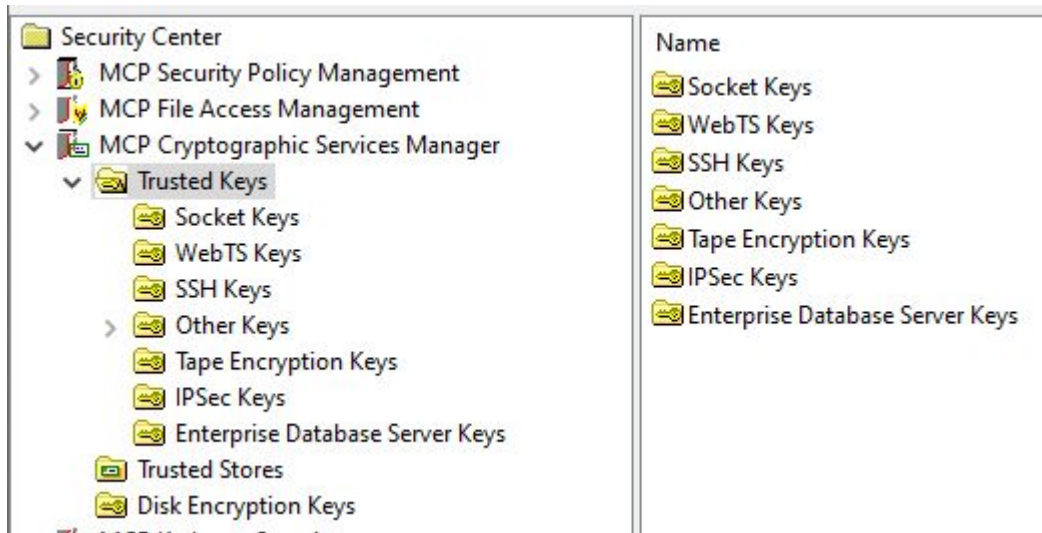 Security Center
MCP Security Policy Management
MCP File Access Management
MCP Cryptographic Services Manager
Trusted Keys
Socket Keys
WebTS Keys
SSH Keys
Other Keys
Tape Encryption Keys
IPSec Keys
Enterprise Database Server Keys
Trusted Stores
Disk Encryption Keys
Name
Socket Keys
WebTS Keys
SSH Keys
Other Keys
Tape Encryption Keys
IPSec Keys
Enterprise Database Server Keys